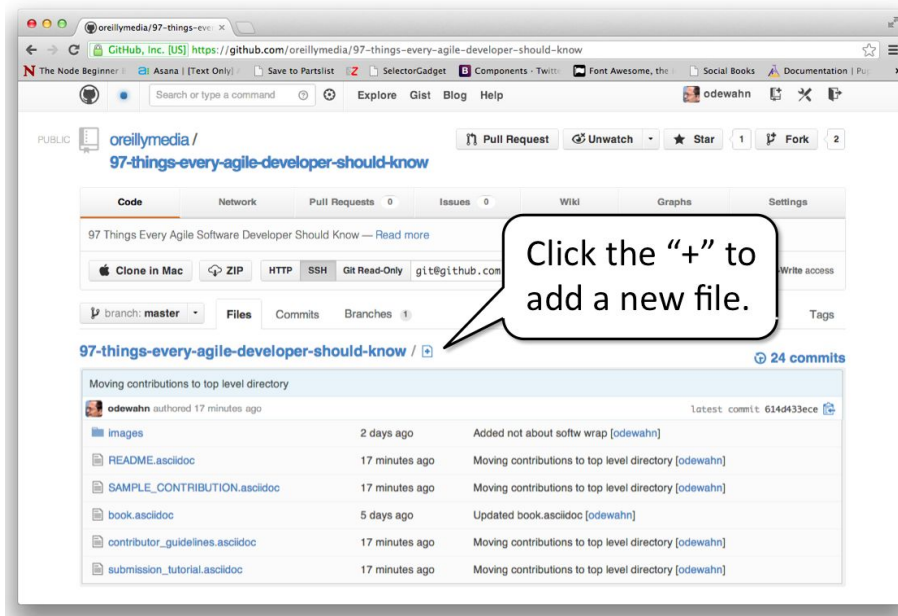 oreillymedia/97-things-eve
GitHub, Inc. [US] https://github.com/oreillymedia/97-things-every-agile-developer-should-know
The Node Beginner Asana | [Text Only] Save to Partslist SelectorGadget Components · Twitt Font Awesome, the Social Books Documentation | Pu
Search or type a command Explore Gist Blog Help odewahn
PUBLIC oreillymedia / Pull Request Unwatch Star 1 Fork 2
97-things-every-agile-developer-should-know
Code Network Pull Requests 0 Issues 0 Wiki Graphs Settings
97 Things Every Agile Software Developer Should Know — Read more
Click the “+” to
add a new file.
Clone in Mac ZIP HTTP SSH Git Read-Only git@github.com -Write access
branch: master Files Commits Branches 1 Tags
97-things-every-agile-developer-should-know / +
24 commits
Moving contributions to top level directory
odewahn authored 17 minutes ago latest commit 614d433ece
images 2 days ago Added not about softw wrap [odewahn]
README.asciidoc 17 minutes ago Moving contributions to top level directory [odewahn]
SAMPLE_CONTRIBUTION.asciidoc 17 minutes ago Moving contributions to top level directory [odewahn]
book.asciidoc 5 days ago Updated book.asciidoc [odewahn]
contributor_guidelines.asciidoc 17 minutes ago Moving contributions to top level directory [odewahn]
submission_tutorial.asciidoc 17 minutes ago Moving contributions to top level directory [odewahn]